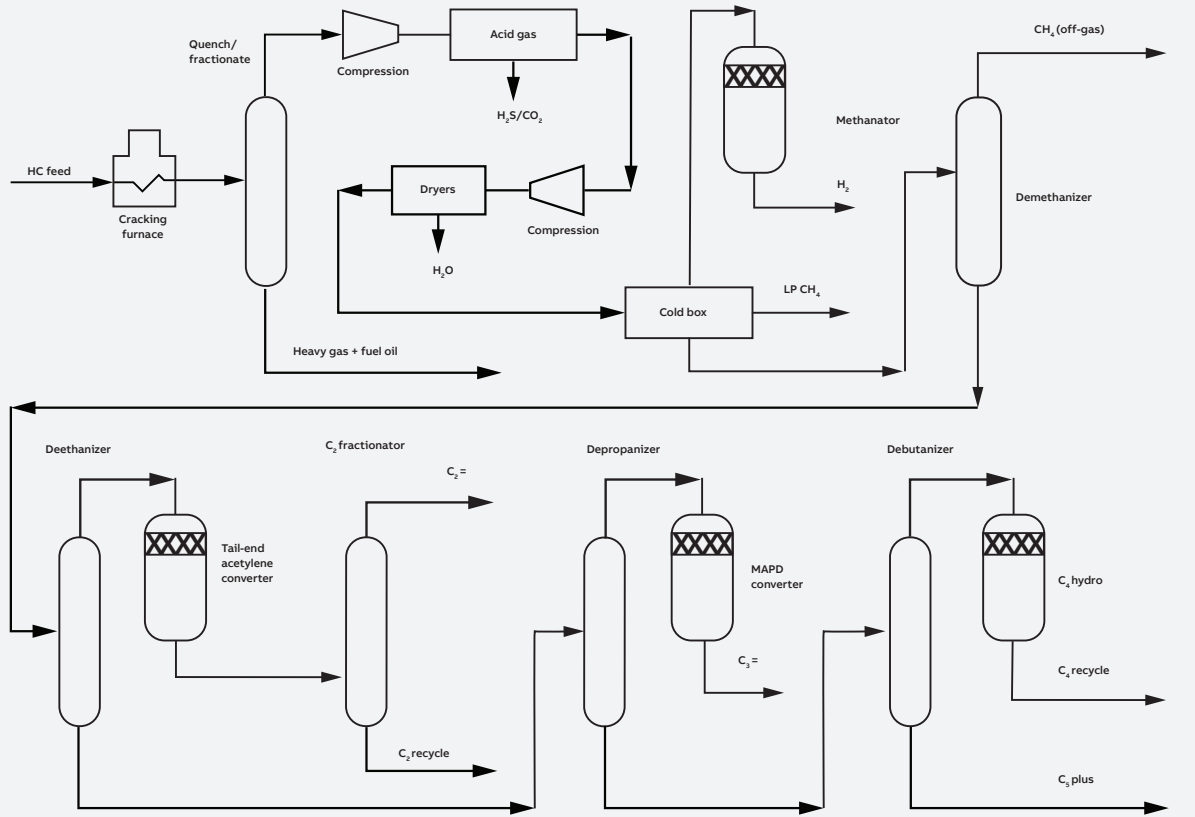 CH₄ (off-gas)
Quench/
fractionate
Acid gas
Compression
H₂S/CO₂
Methanator
HC feed
Cracking
furnace
Dryers
H₂
Demethanizer
Compression
H₂O
LP CH₄
Cold box
Heavy gas + fuel oil
Deethanizer
C₂ fractionator
Depropanizer
Debutanizer
C₂ =
Tail-end
acetylene
converter
MAPD
converter
C₄ hydro
C₃ =
C₄ recycle
C₂ recycle
C₅ plus